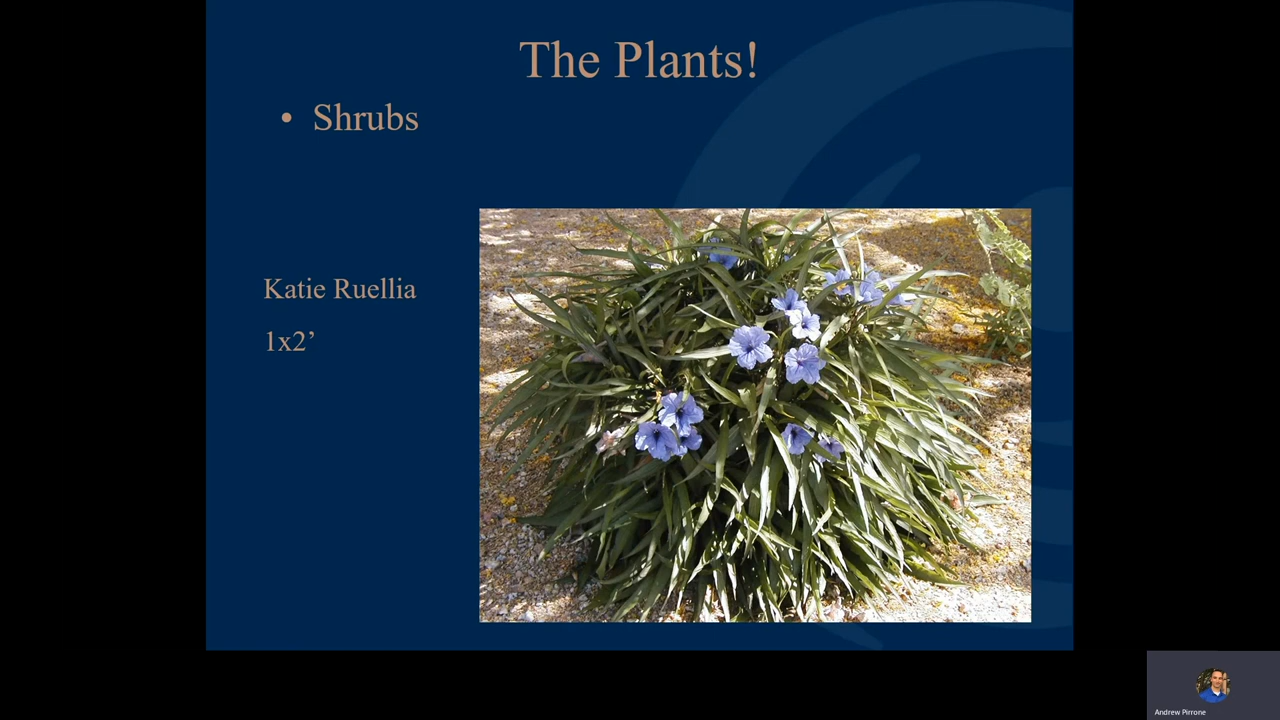 The Plants!
• Shrubs
Katie Ruellia
1x2’
Andrew Pirrone